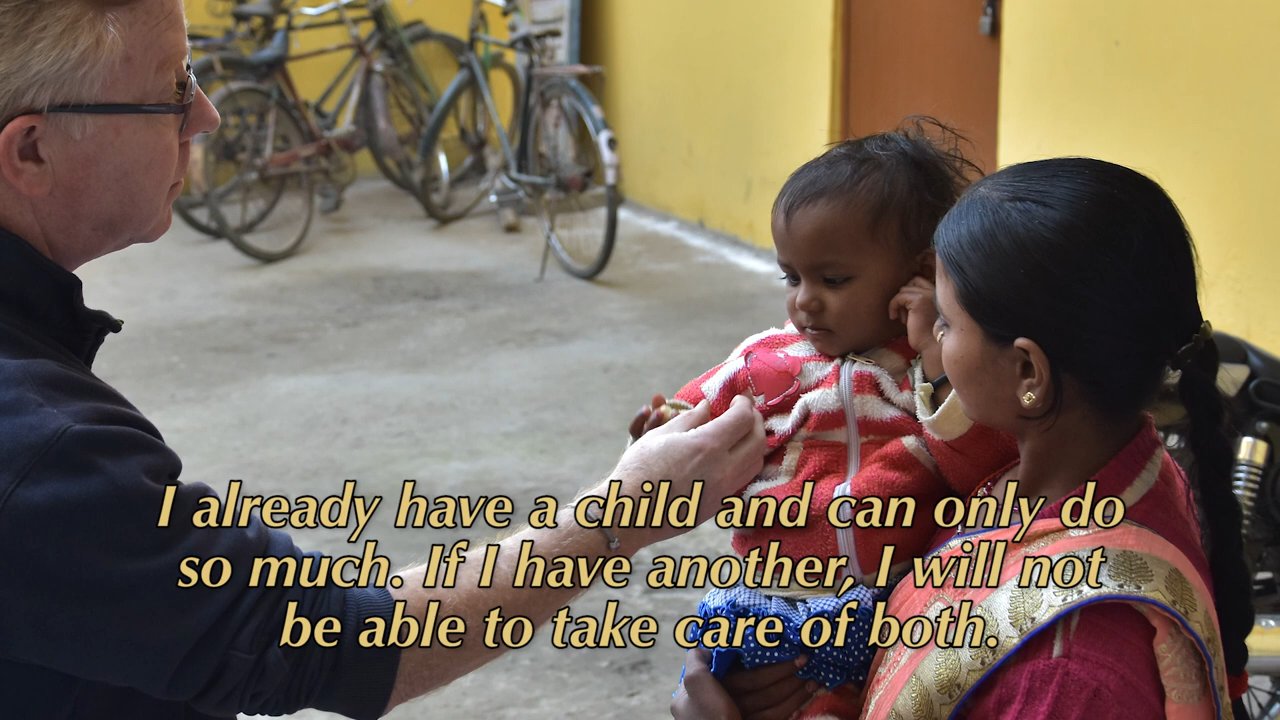 I already have a child and can only do
so much. If I have another, I will not
be able to take care of both.